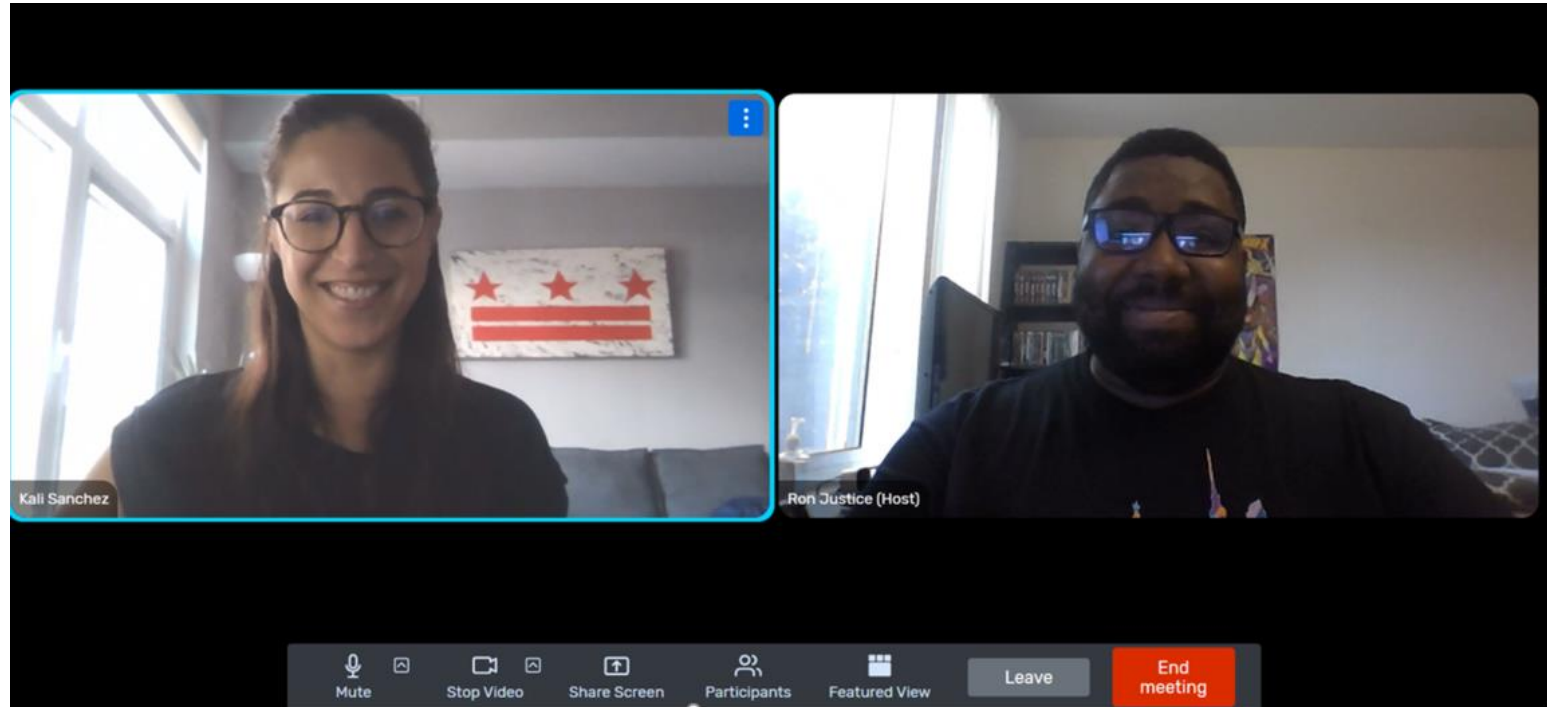 Kali Sanchez
Ron Justice (Host)
Mute
Stop Video
Share Screen
Participants
Featured View
Leave
End
meeting